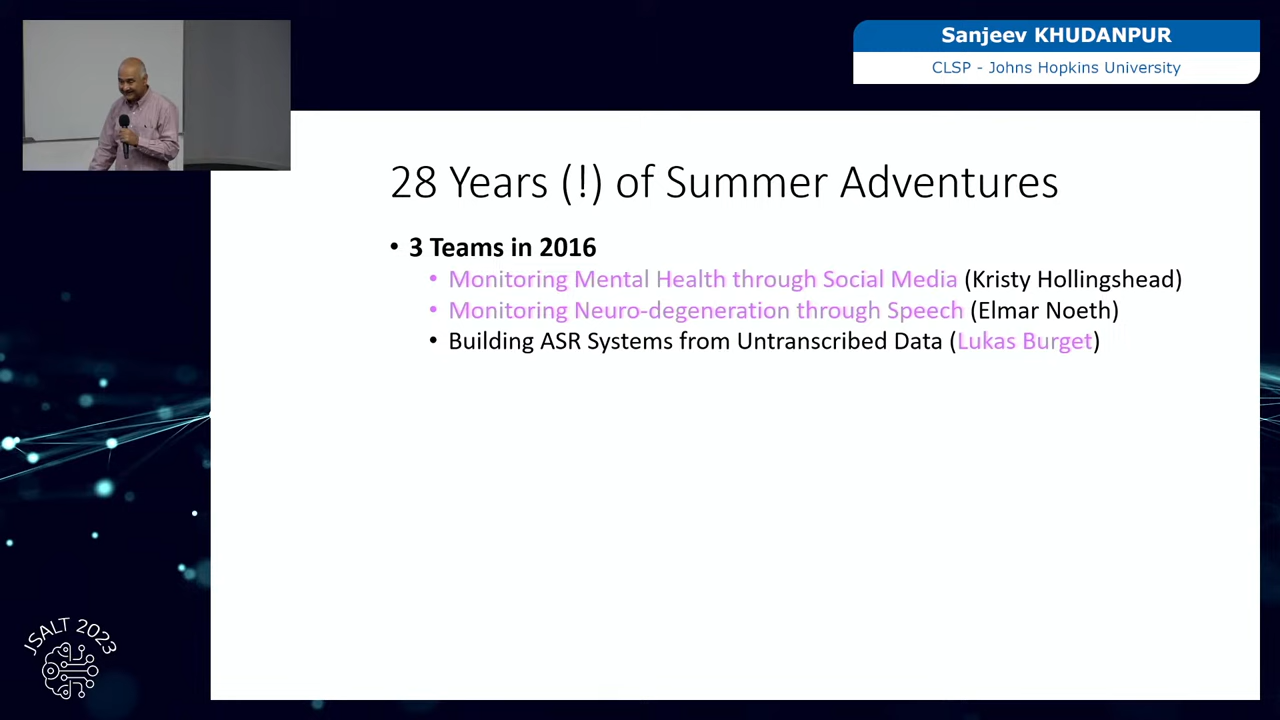 Sanjeev KHUDANPUR
CLSP - Johns Hopkins University
28 Years (!) of Summer Adventures
• 3 Teams in 2016
• Monitoring Mental Health through Social Media (Kristy Hollingshead)
• Monitoring Neuro-degeneration through Speech (Elmar Noeth)
• Building ASR Systems from Untranscribed Data (Lukas Burget)
JSALT 2023